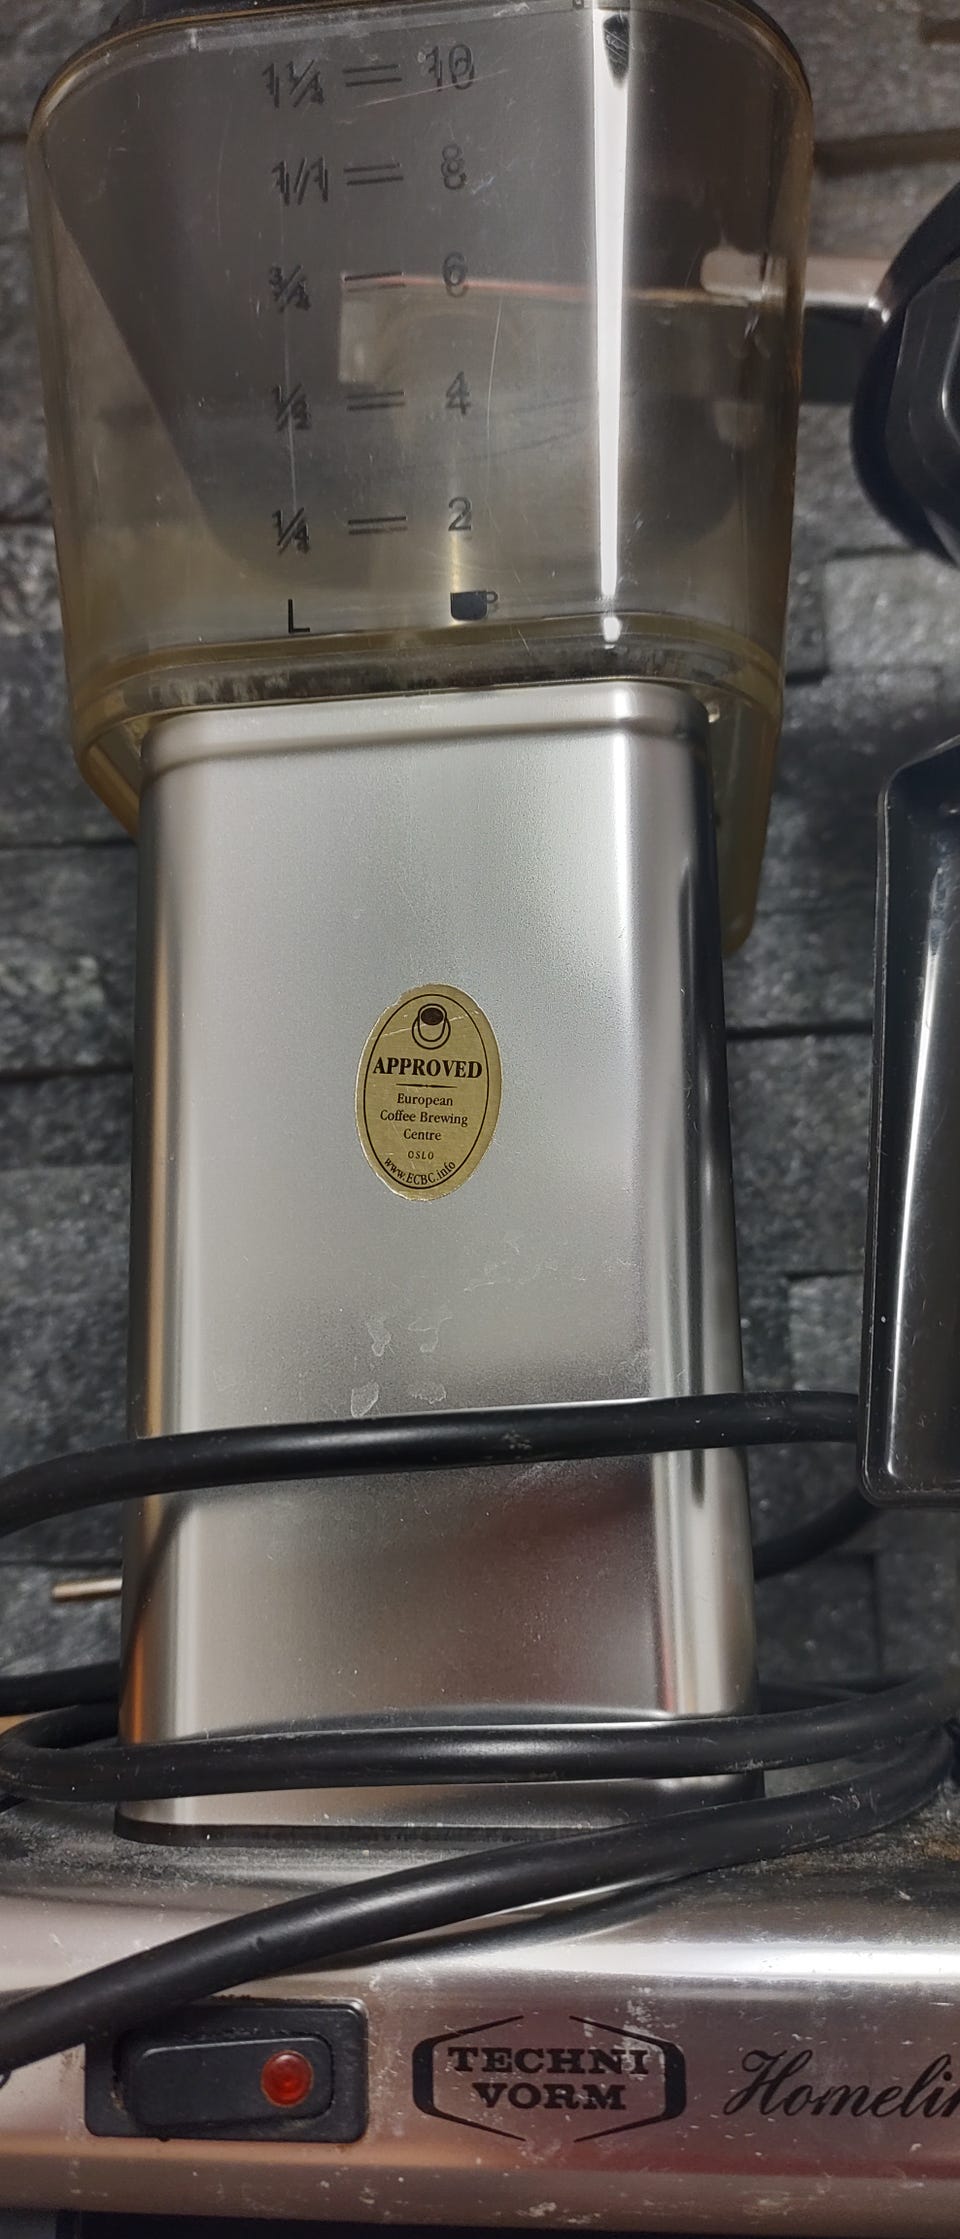 1¼ = 10
1/1 = 8
¾ = 6
½ = 4
¼ = 2
L
APPROVED
European
Coffee Brewing
Centre
OSLO
www.ECBC.info
TECHNI
VORM
Homelin